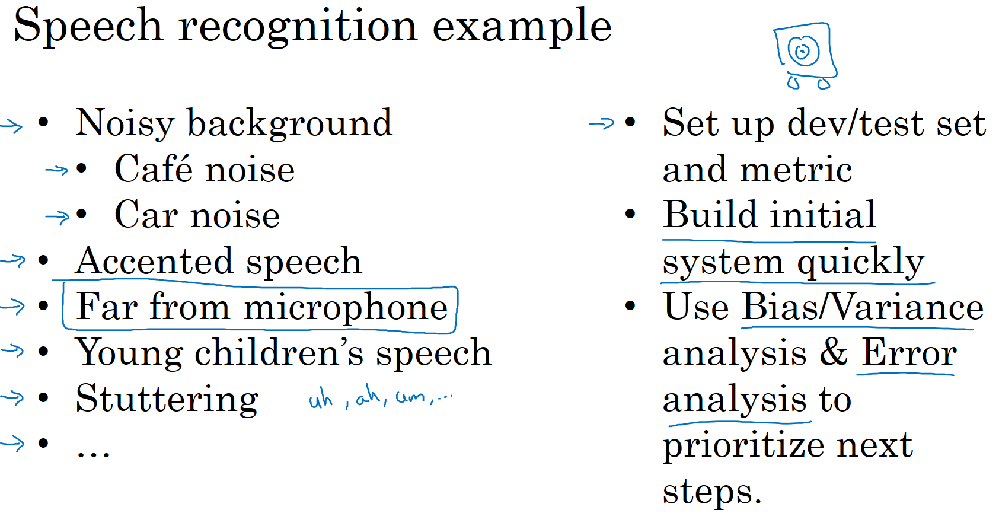 Speech recognition example
• Noisy background
• Café noise
• Car noise
• Accented speech
• Far from microphone
• Young children's speech
• Stuttering uh, ah, um, ...
• ...
• Set up dev/test set
and metric
• Build initial
system quickly
• Use Bias/Variance
analysis & Error
analysis to
prioritize next
steps.